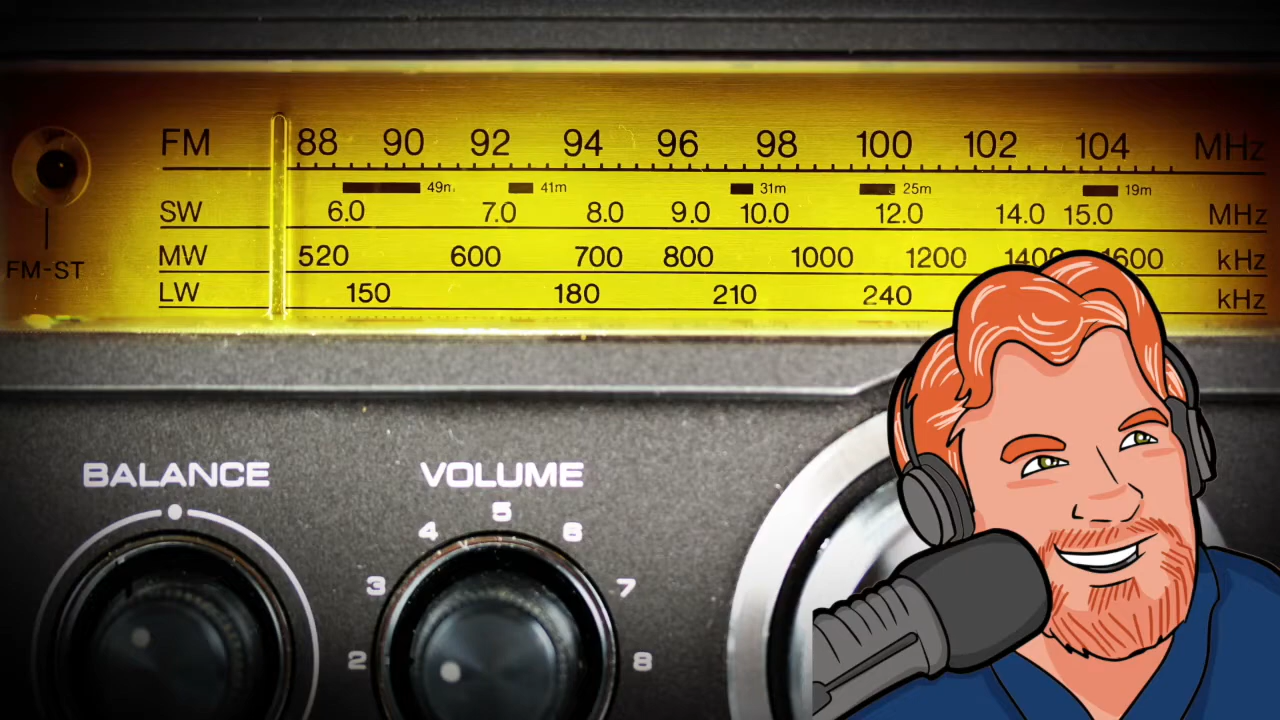 FM 88 90 92 94 96 98 100 102 104 MHz
49m 41m 31m 25m 19m
SW 6.0 7.0 8.0 9.0 10.0 12.0 14.0 15.0 MHz
MW 520 600 700 800 1000 1200 1400 1600 kHz
FM-ST
LW 150 180 210 240 kHz
BALANCE VOLUME
5
4 6
3 7
2 8